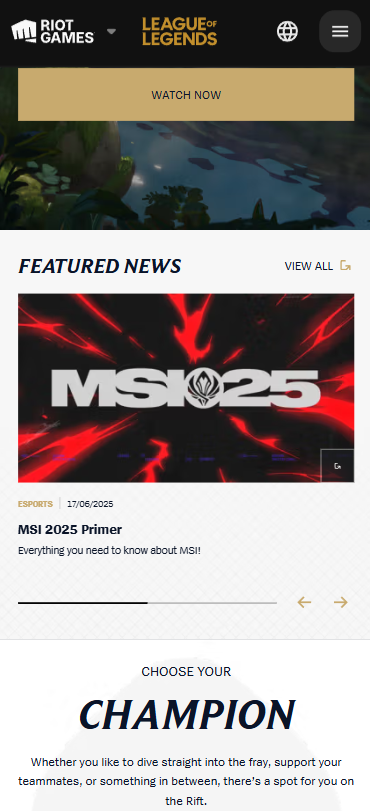 RIOT
GAMES
LEAGUE OF
LEGENDS
WATCH NOW
FEATURED NEWS
VIEW ALL
MSI 25
ESPORTS | 17/06/2025
MSI 2025 Primer
Everything you need to know about MSI!
CHOOSE YOUR
CHAMPION
Whether you like to dive straight into the fray, support your
teammates, or something in between, there's a spot for you on
the Rift.